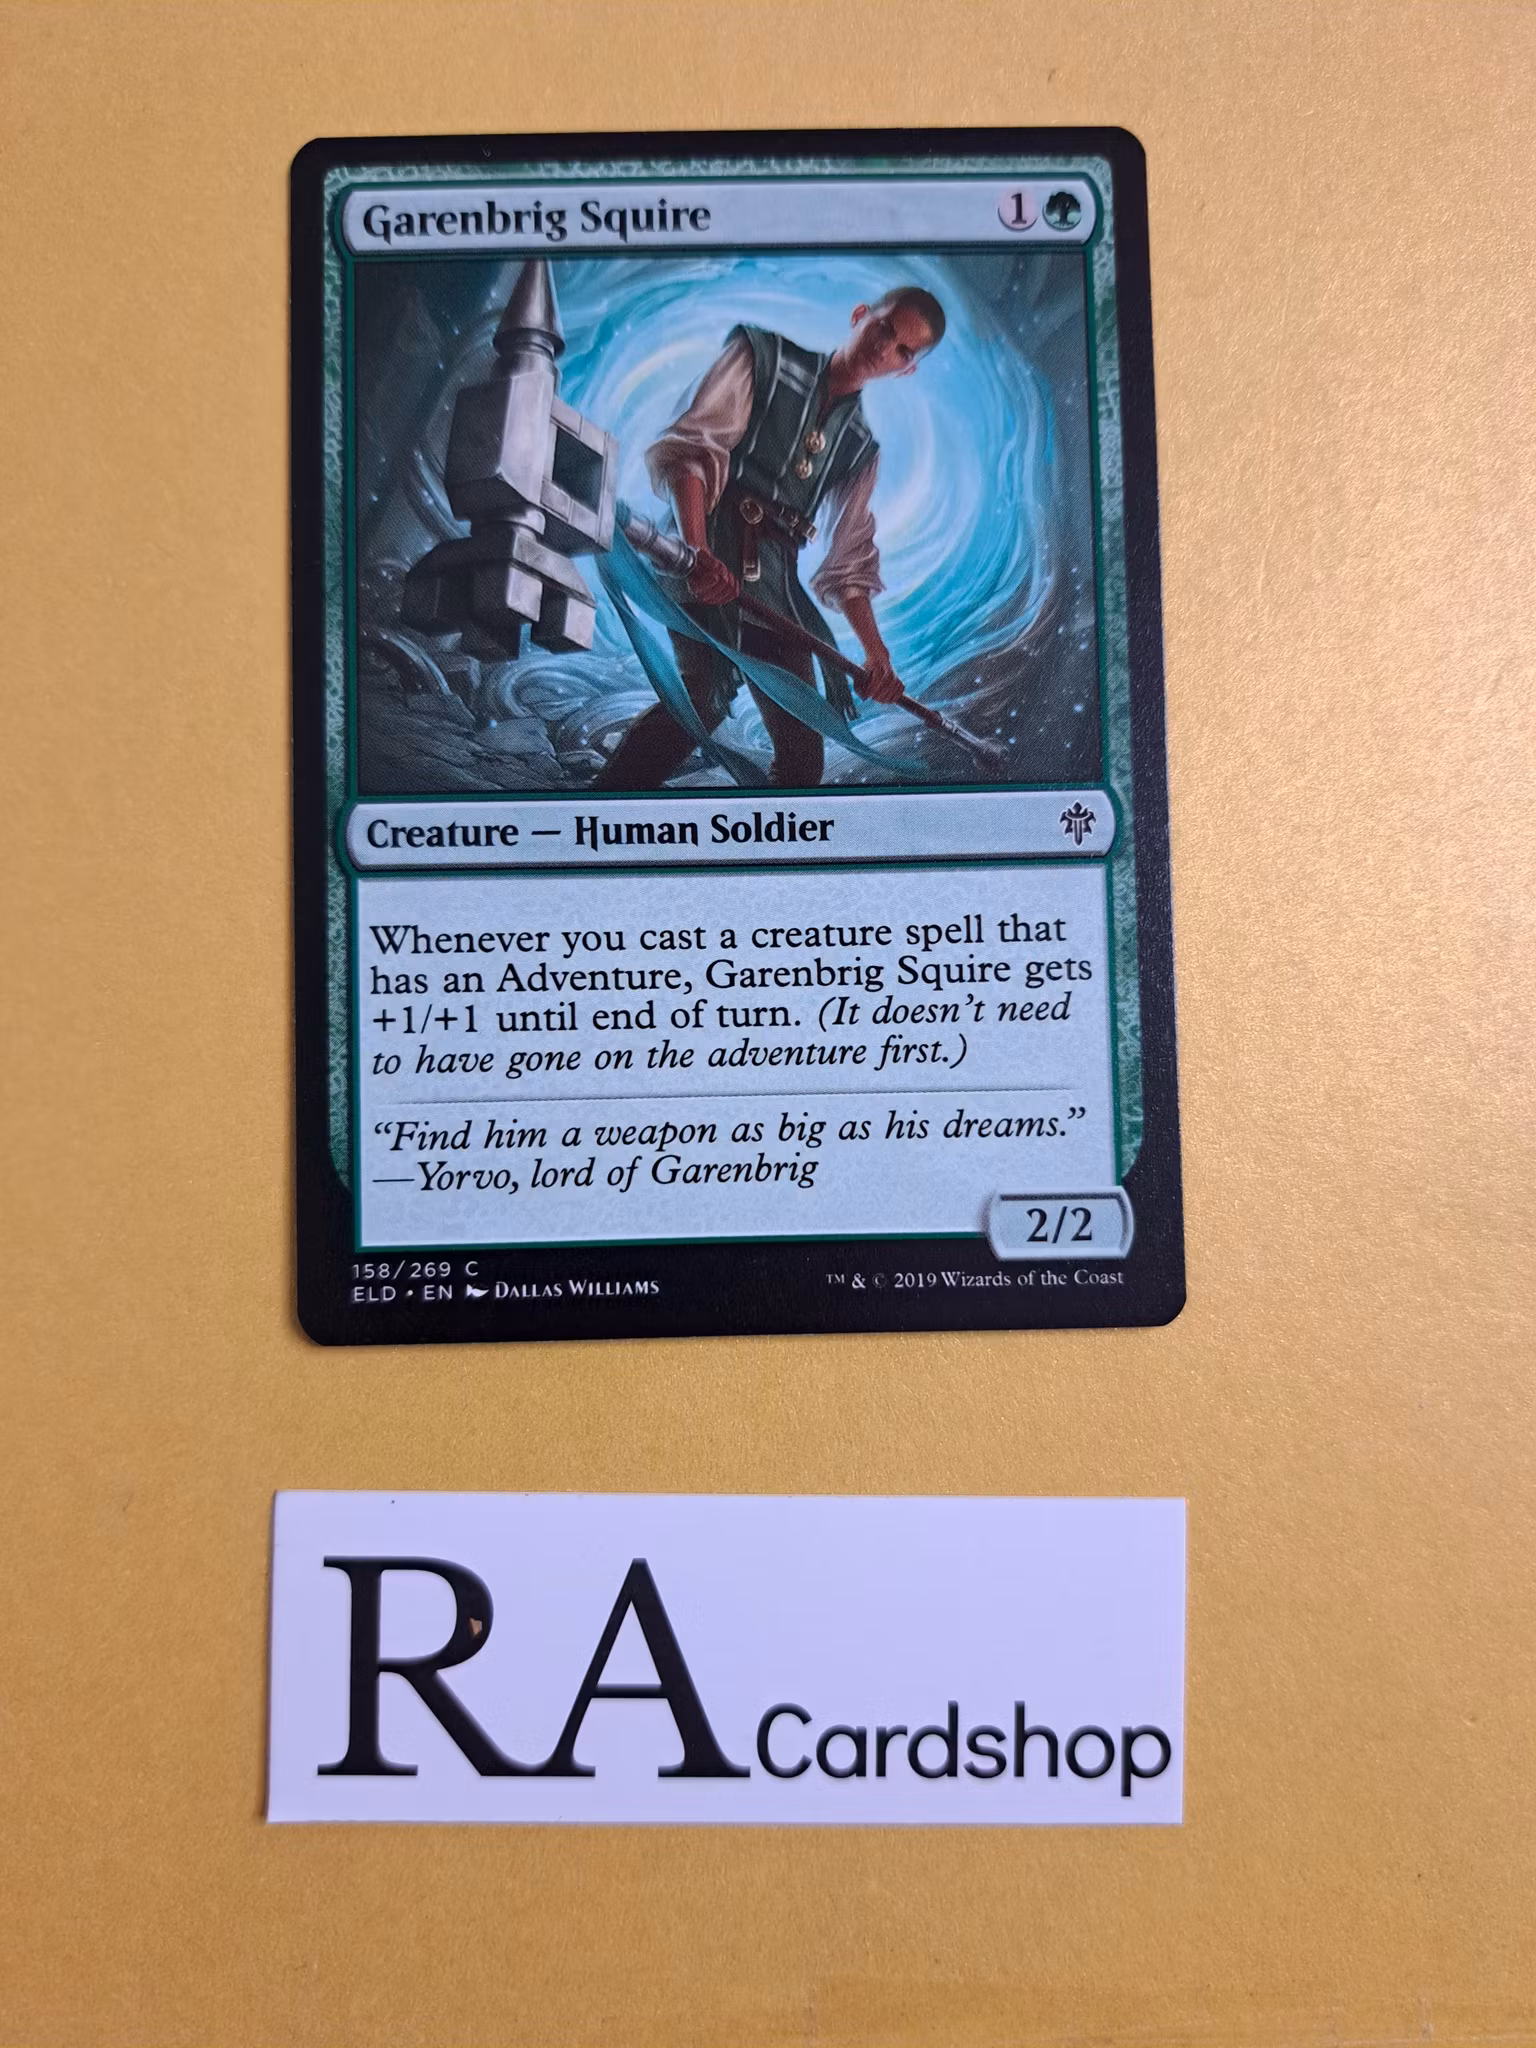 Garenbrig Squire 1
Creature — Human Soldier
Whenever you cast a creature spell that
has an Adventure, Garenbrig Squire gets
+1/+1 until end of turn. (It doesn't need
to have gone on the adventure first.)
“Find him a weapon as big as his dreams.”
—Yorvo, lord of Garenbrig
2/2
158/269 C
ELD • EN DALLAS WILLIAMS
™ & © 2019 Wizards of the Coast
RA Cardshop